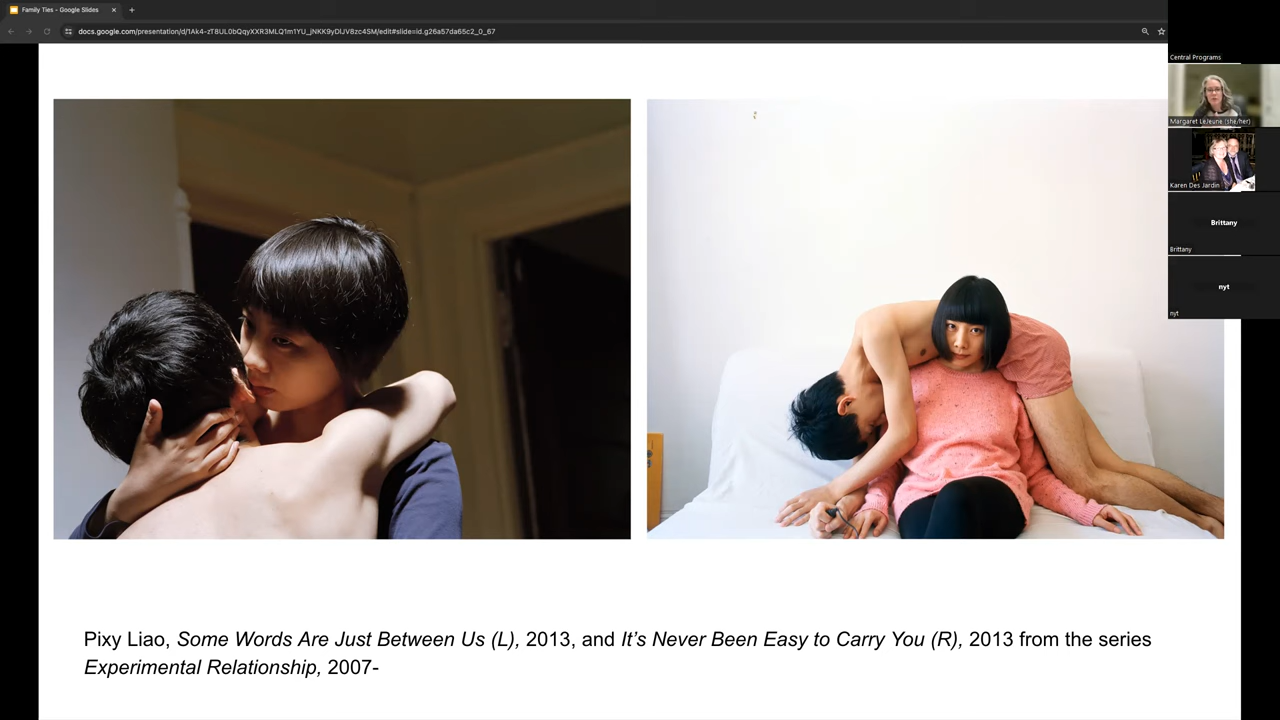 Family Ties - Google Slides
docs.google.com/presentation/d/1Ak4-zT8UL0bQqyXXR3MLQ1m1YU_jNKK9yDlJV8zc4SM/edit#slide=id.g26a57da65c2_0_67
Central Programs
Margaret LeJeune (she/her)
Karen Des Jardin
Brittany
Brittany
nyt
nyt
Pixy Liao, Some Words Are Just Between Us (L), 2013, and It's Never Been Easy to Carry You (R), 2013 from the series
Experimental Relationship, 2007-